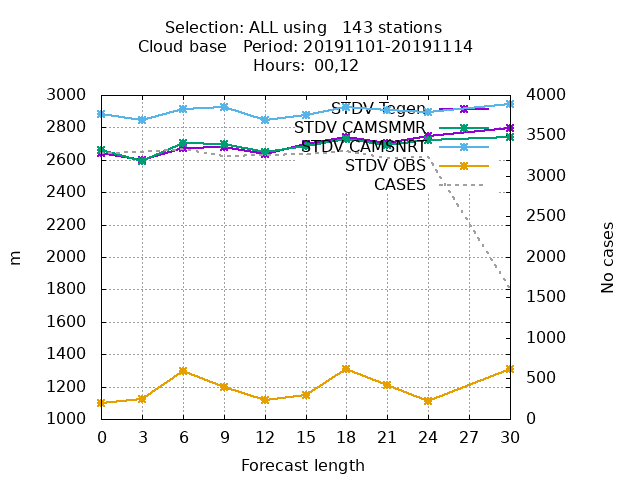 Selection: ALL using   143 stations
Cloud base   Period: 20191101-20191114
Hours:  00,12
3000
2800
2600
2400
2200
2000
1800
1600
1400
1200
1000
4000
3500
3000
2500
2000
1500
1000
500
0
STDV Tegen
STDV CAMSMMR
STDV CAMSNRT
STDV OBS
CASES
m
No cases
0 3 6 9 12 15 18 21 24 27 30
Forecast length